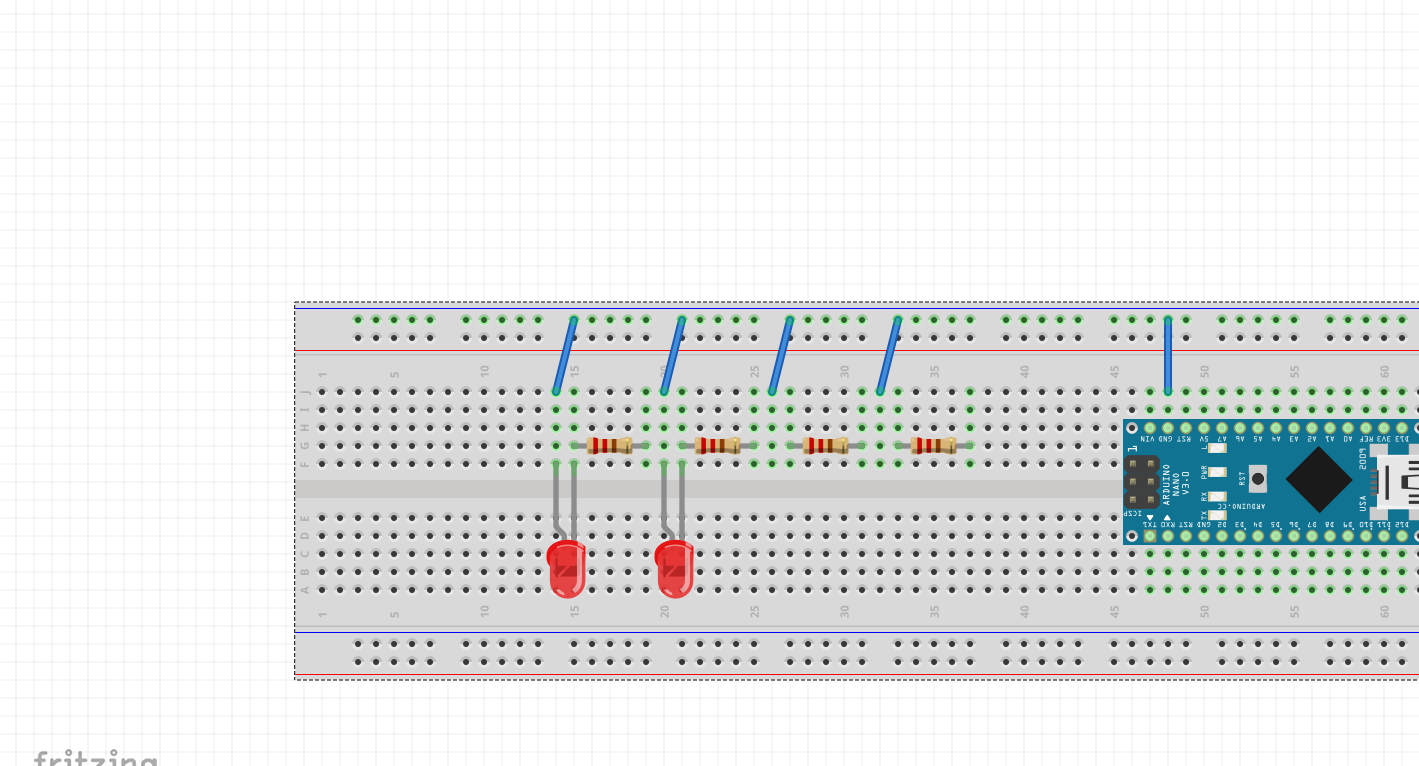 1 5 10 15 20 25 30 35 40 45 50 55 60
J
I
H
G
F
VIN GND RST 5V A7 A6 A5 A4 A3 A2 A1 A0 REF 3V3 D13
1
L
PWR
RX
TX
RST
ARDUINO
NANO
V3.0
ARDUINO.CC
ICSP
USA
TX1 RX0 RST GND D2 D3 D4 D5 D6 D7 D8 D9 D10 D11 D12
E
D
C
B
A
1 5 10 15 20 25 30 35 40 45 50 55 60
fritzing